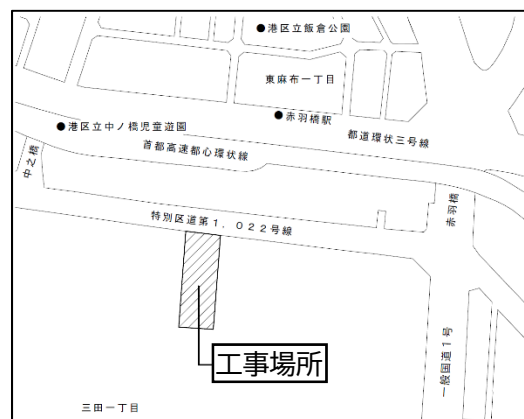 ●港区立飯倉公園
東麻布一丁目
●赤羽橋駅
●港区立中ノ橋児童遊園
都道環状三号線
首都高速都心環状線
中之橋
赤羽橋
特別区道第１．０２２号線
工事場所
一般国道１号
三田一丁目